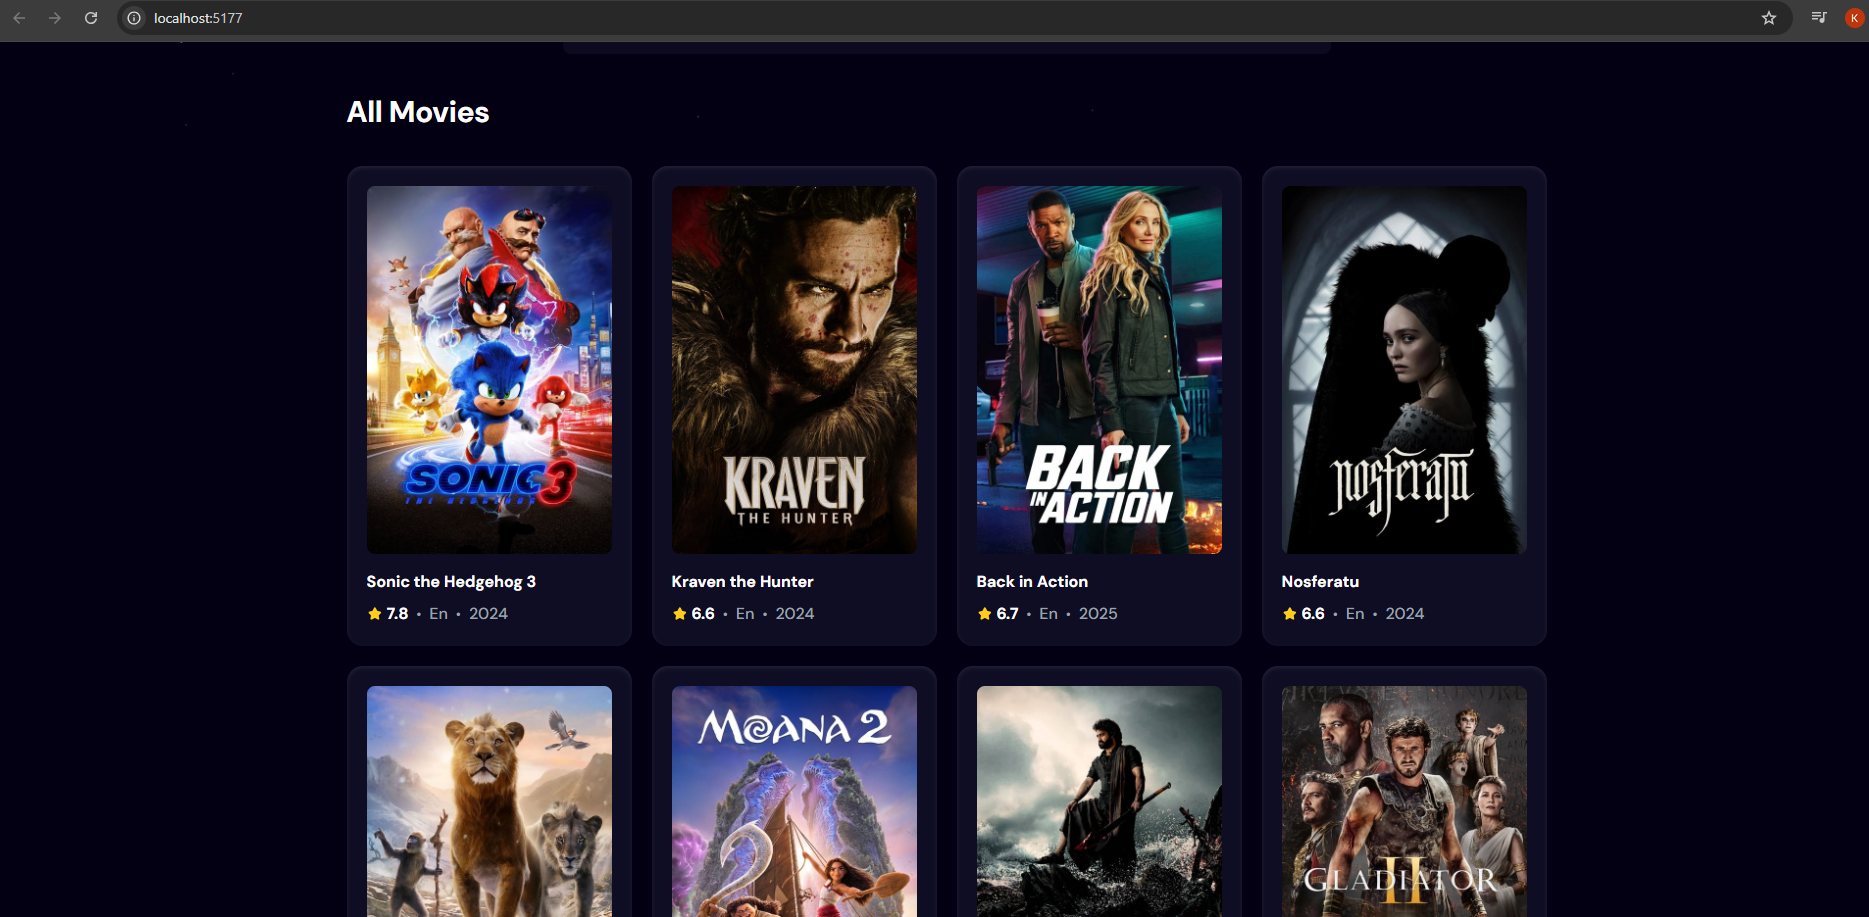 localhost:5177
K
All Movies
SONIC 3
THE HEDGEHOG
KRAVEN
THE HUNTER
BACK
IN ACTION
nosferatu
Sonic the Hedgehog 3
7.8 • En • 2024
Kraven the Hunter
6.6 • En • 2024
Back in Action
6.7 • En • 2025
Nosferatu
6.6 • En • 2024
MOANA 2
GLADIATOR
II